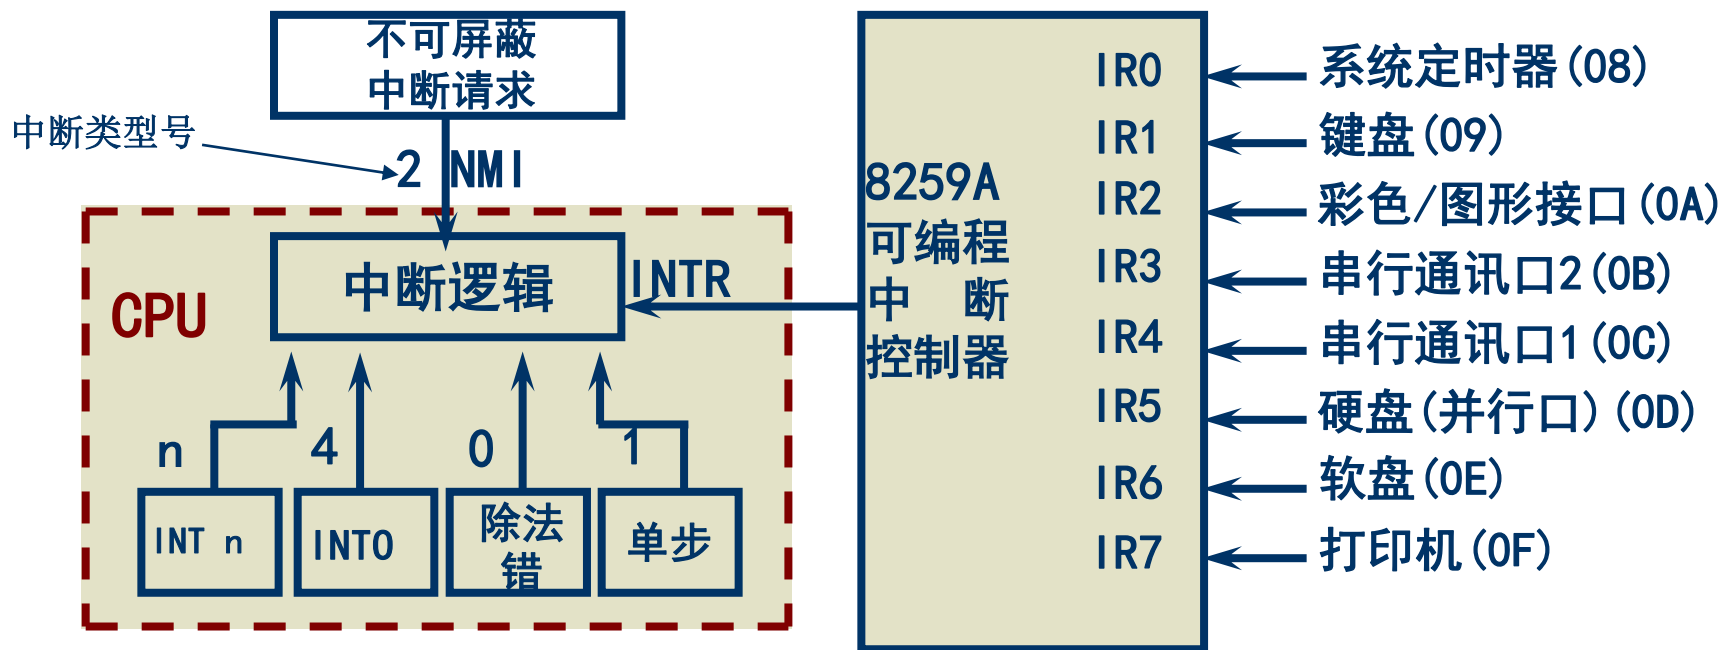 不可屏蔽
中断请求
中断类型号
2 NMI
中断逻辑
INTR
CPU
n
4
0
1
INT n
INTO
除法
错
单步
8259A
可编程
中 断
控制器
IR0
IR1
IR2
IR3
IR4
IR5
IR6
IR7
系统定时器(08)
键盘(09)
彩色/图形接口(0A)
串行通讯口2(0B)
串行通讯口1(0C)
硬盘(并行口)(0D)
软盘(0E)
打印机(0F)